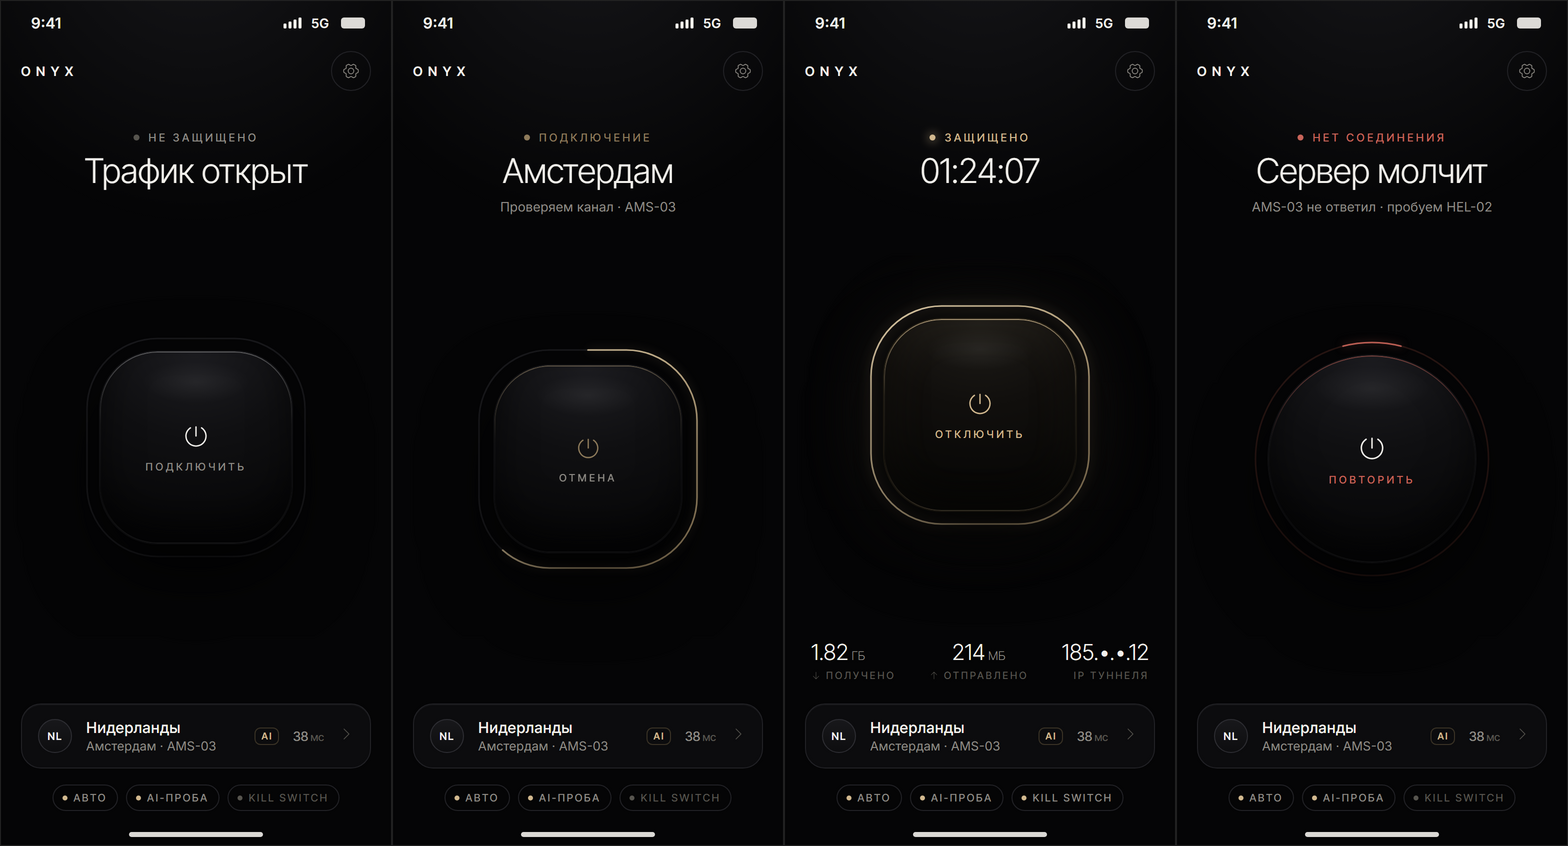 9:41 5G
ONYX
НЕ ЗАЩИЩЕНО
Трафик открыт
ПОДКЛЮЧИТЬ
NL Нидерланды AI 38 мс
Амстердам · AMS-03
АВТО AI-ПРОБА KILL SWITCH
9:41 5G
ONYX
ПОДКЛЮЧЕНИЕ
Амстердам
Проверяем канал · AMS-03
ОТМЕНА
NL Нидерланды AI 38 мс
Амстердам · AMS-03
АВТО AI-ПРОБА KILL SWITCH
9:41 5G
ONYX
ЗАЩИЩЕНО
01:24:07
ОТКЛЮЧИТЬ
1.82 ГБ 214 МБ 185.•.•.12
↓ ПОЛУЧЕНО ↑ ОТПРАВЛЕНО IP ТУННЕЛЯ
NL Нидерланды AI 38 мс
Амстердам · AMS-03
АВТО AI-ПРОБА KILL SWITCH
9:41 5G
ONYX
НЕТ СОЕДИНЕНИЯ
Сервер молчит
AMS-03 не ответил · пробуем HEL-02
ПОВТОРИТЬ
NL Нидерланды AI 38 мс
Амстердам · AMS-03
АВТО AI-ПРОБА KILL SWITCH